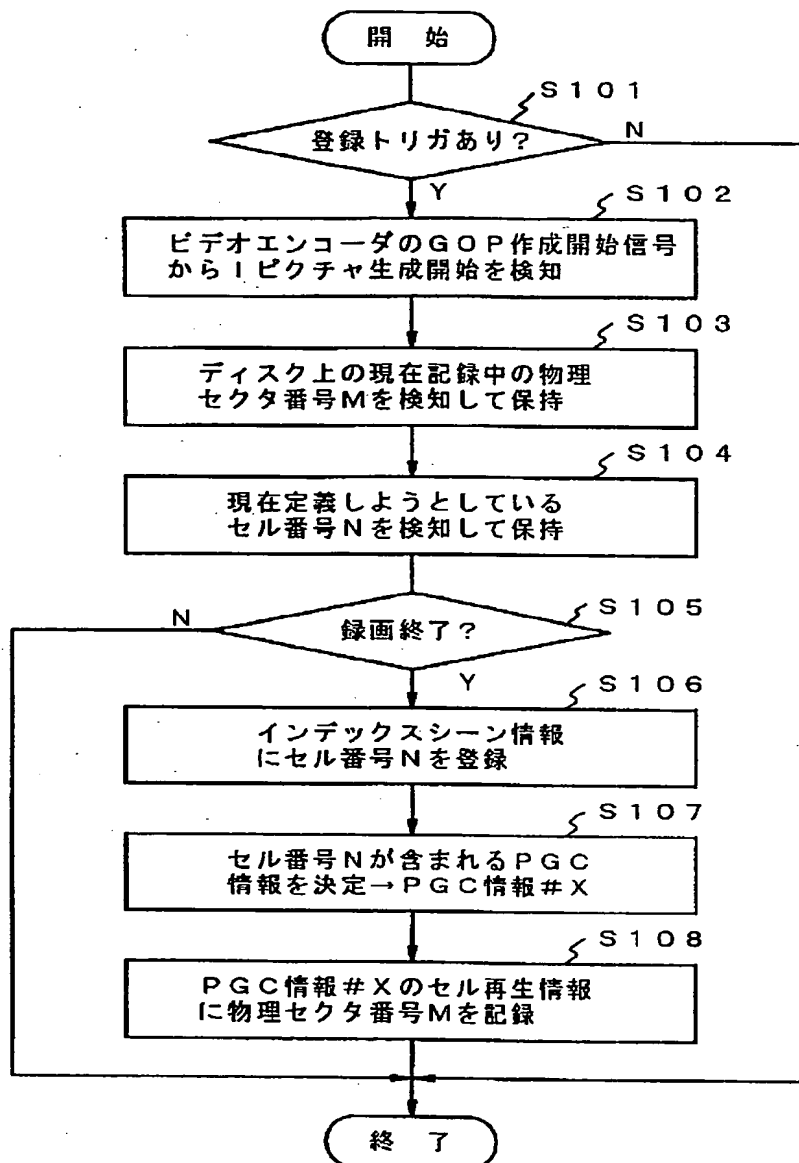 開 始
S101
登録トリガあり?
N
Y
S102
ビデオエンコーダのGOP作成開始信号
からIピクチャ生成開始を検知
S103
ディスク上の現在記録中の物理
セクタ番号Mを検知して保持
S104
現在定義しようとしている
セル番号Nを検知して保持
S105
N
録画終了?
Y
S106
インデックスシーン情報
にセル番号Nを登録
S107
セル番号Nが含まれるPGC
情報を決定→PGC情報#X
S108
PGC情報#Xのセル再生情報
に物理セクタ番号Mを記録
終 了